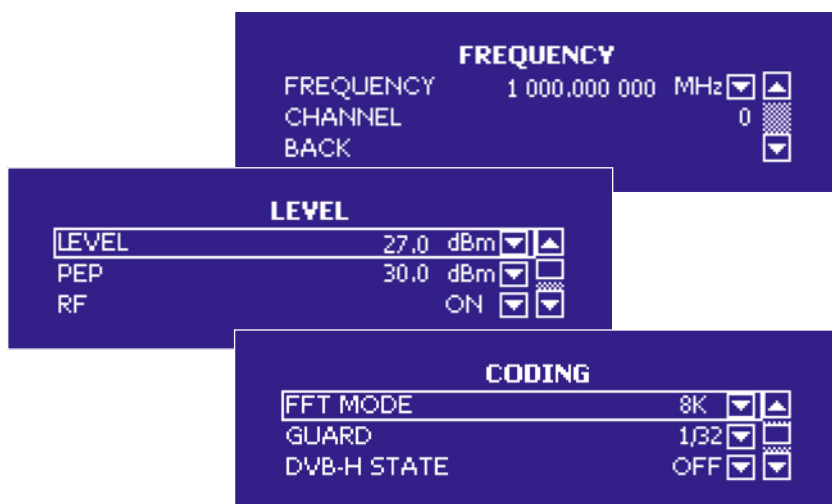 FREQUENCY
FREQUENCY 1 000.000 000 MHz
CHANNEL 0
BACK
LEVEL
LEVEL 27.0 dBm
PEP 30.0 dBm
RF ON
CODING
FFT MODE 8K
GUARD 1/32
DVB-H STATE OFF